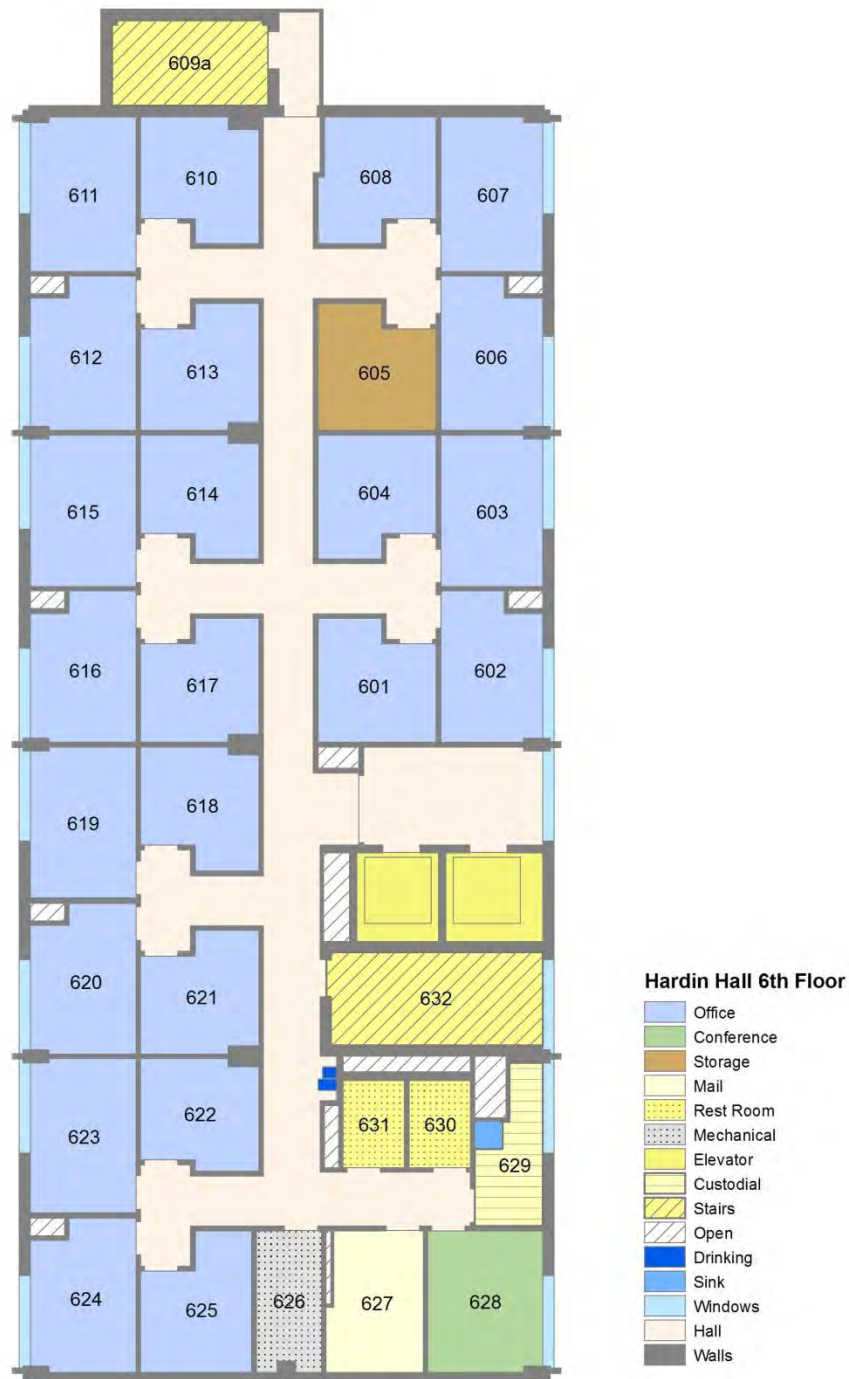 609a
611
610
608
607
612
613
605
606
615
614
604
603
616
617
601
602
619
618
620
621
632
623
622
631
630
629
624
625
626
627
628
Hardin Hall 6th Floor
Office
Conference
Storage
Mail
Rest Room
Mechanical
Elevator
Custodial
Stairs
Open
Drinking
Sink
Windows
Hall
Walls